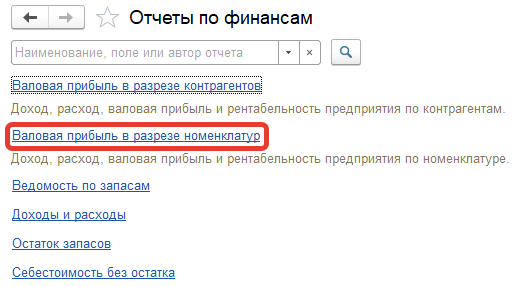 Отчеты по финансам
Наименование, поле или автор отчета
Валовая прибыль в разрезе контрагентов
Доход, расход, валовая прибыль и рентабельность предприятия по контрагентам.
Валовая прибыль в разрезе номенклатур
Доход, расход, валовая прибыль и рентабельность предприятия по номенклатуре.
Ведомость по запасам
Доходы и расходы
Остаток запасов
Себестоимость без остатка